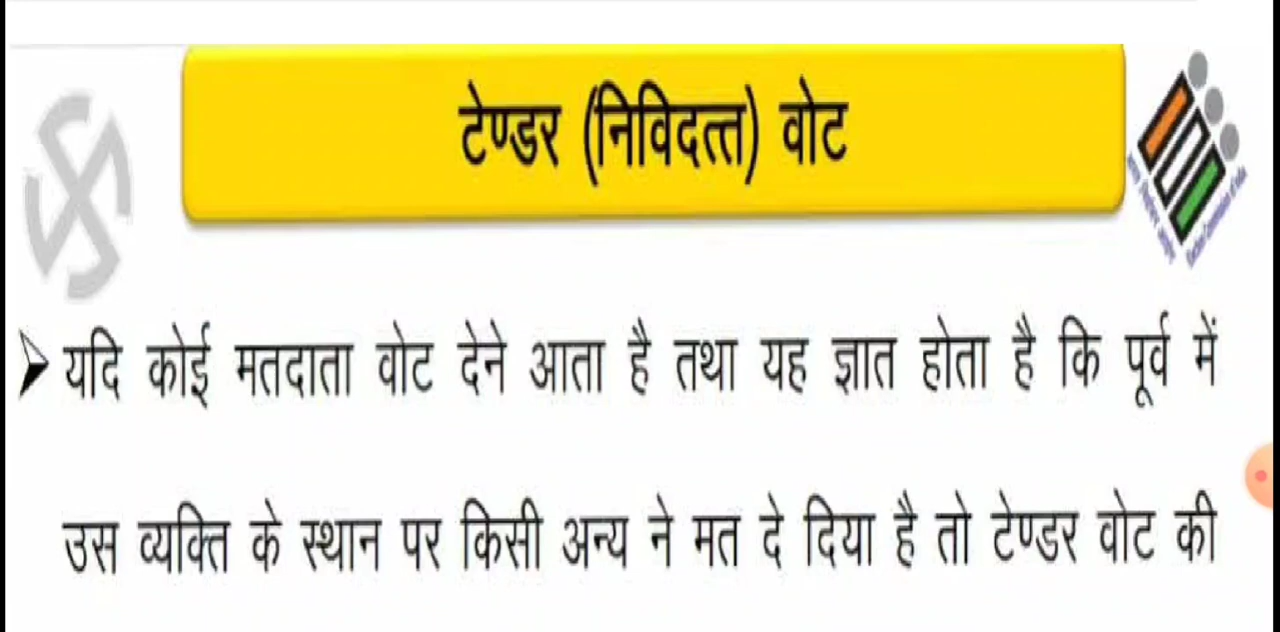 टेण्डर (निविदत्त) वोट
यदि कोई मतदाता वोट देने आता है तथा यह ज्ञात होता है कि पूर्व में
उस व्यक्ति के स्थान पर किसी अन्य ने मत दे दिया है तो टेण्डर वोट की